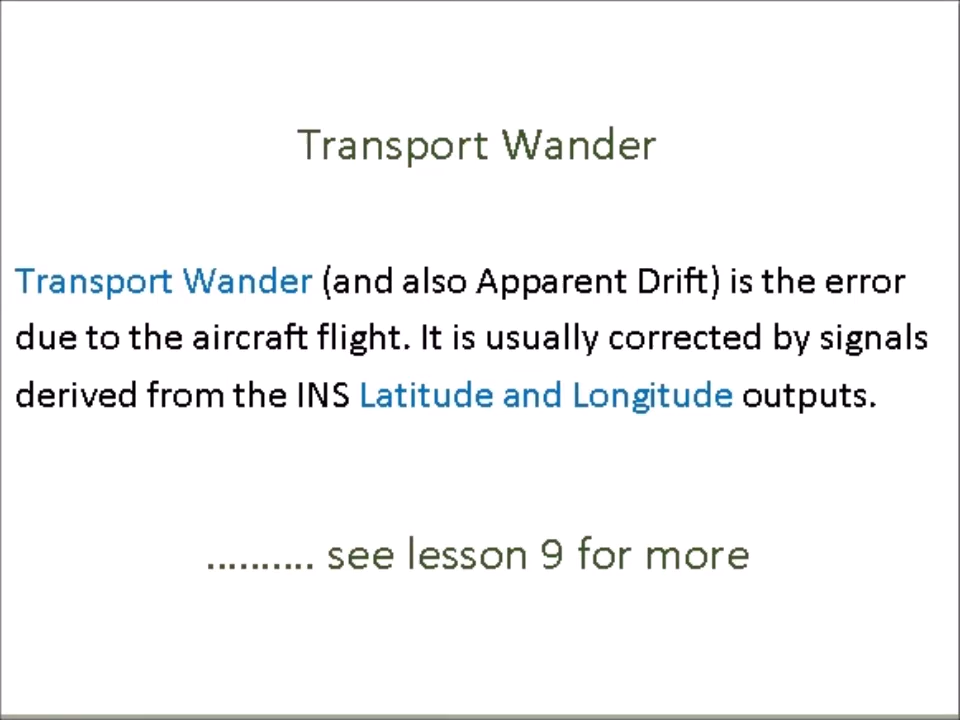 Transport Wander
Transport Wander (and also Apparent Drift) is the error
due to the aircraft flight. It is usually corrected by signals
derived from the INS Latitude and Longitude outputs.
.......... see lesson 9 for more